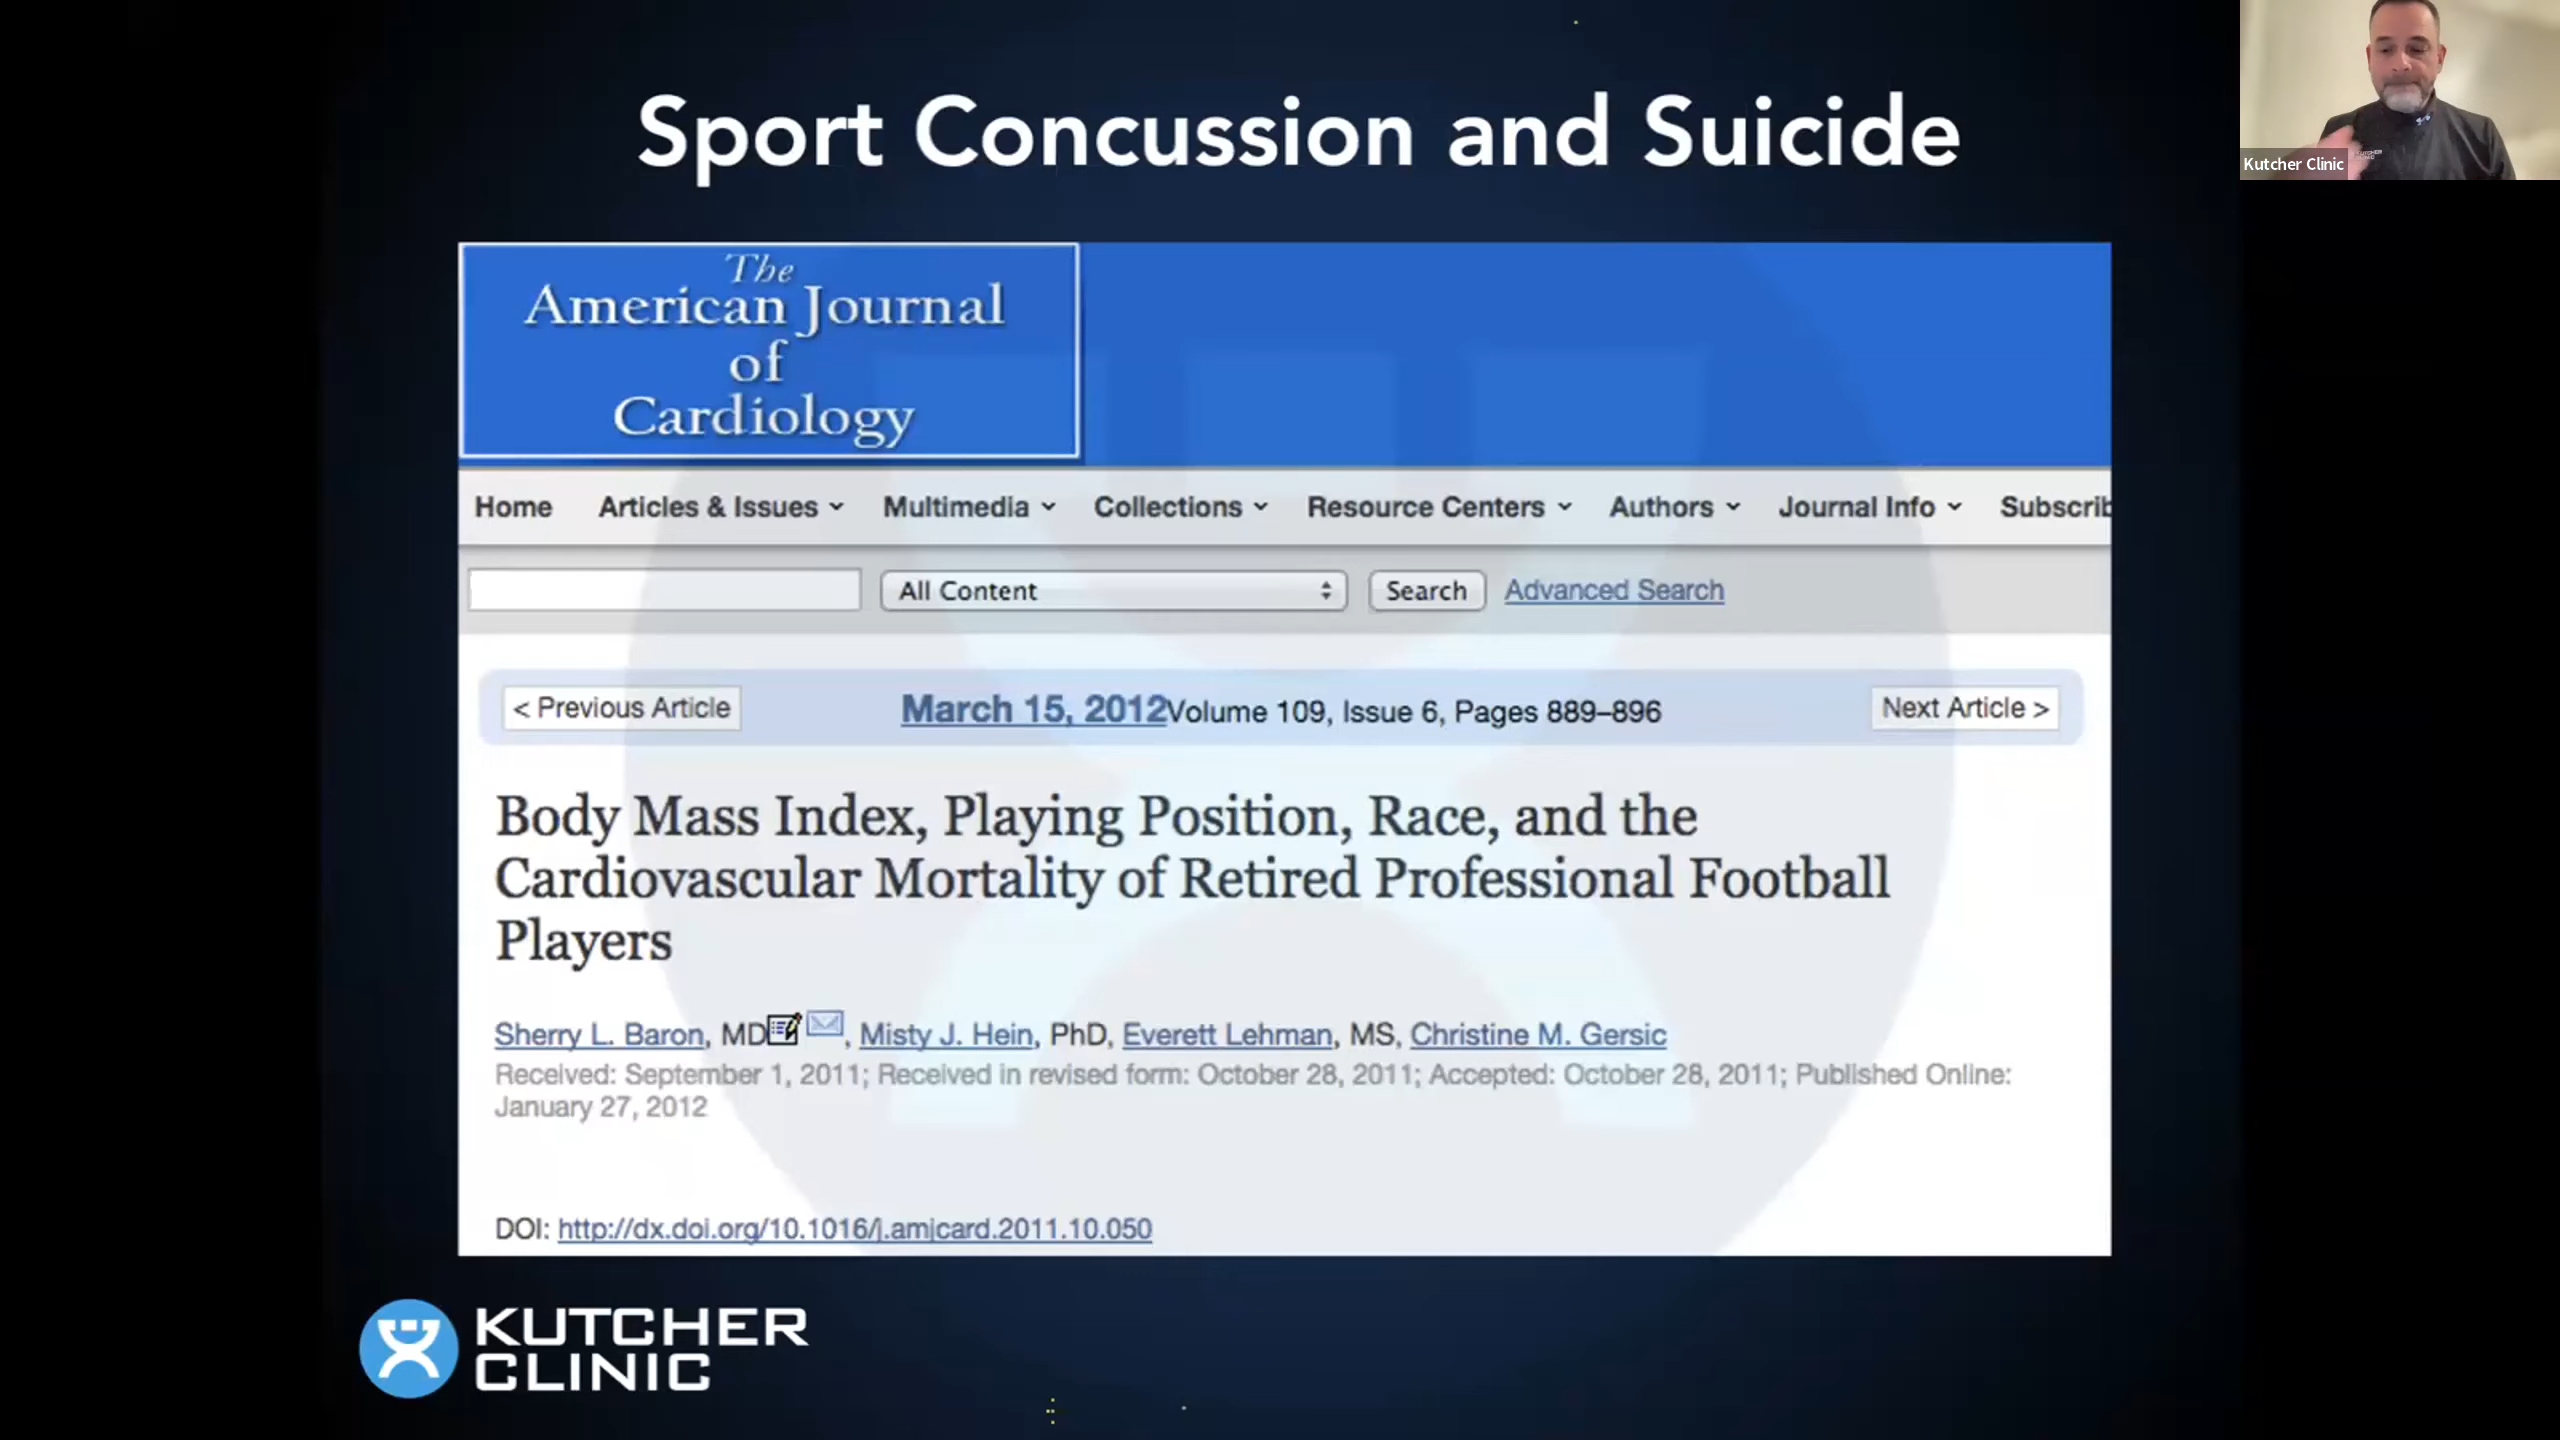 Sport Concussion and Suicide
Kutcher Clinic
The
American Journal
of
Cardiology
Home Articles & Issues Multimedia Collections Resource Centers Authors Journal Info Subscrib
All Content Search Advanced Search
< Previous Article March 15, 2012Volume 109, Issue 6, Pages 889–896 Next Article >
Body Mass Index, Playing Position, Race, and the
Cardiovascular Mortality of Retired Professional Football
Players
Sherry L. Baron, MD, Misty J. Hein, PhD, Everett Lehman, MS, Christine M. Gersic
Received: September 1, 2011; Received in revised form: October 28, 2011; Accepted: October 28, 2011; Published Online:
January 27, 2012
DOI: http://dx.doi.org/10.1016/j.amjcard.2011.10.050
KUTCHER
CLINIC